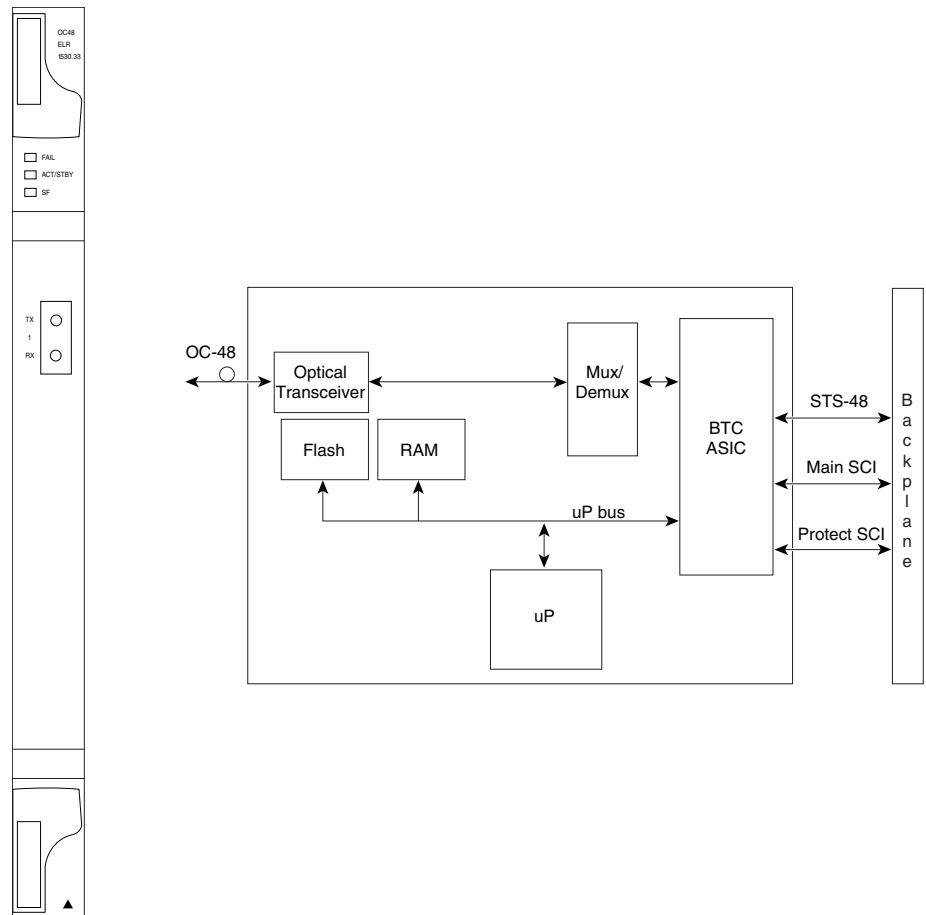 OC48
ELR
1530.33
FAIL
ACT/STBY
SF
TX
1
RX
OC-48
Optical
Transceiver
Mux/
Demux
BTC
ASIC
Flash
RAM
uP bus
uP
STS-48
Main SCI
Protect SCI
Backplane